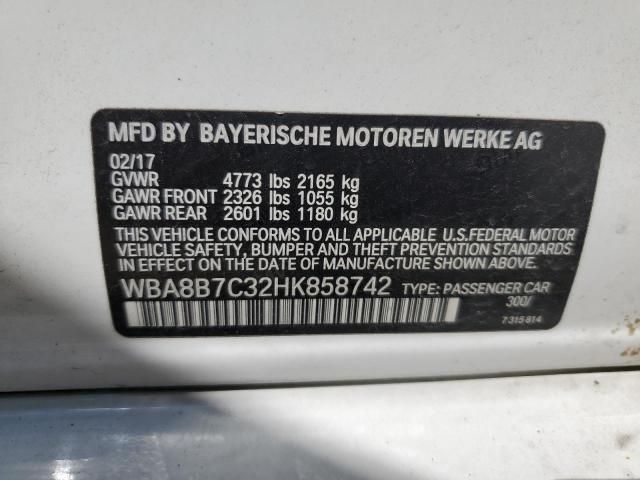 MFD BY BAYERISCHE MOTOREN WERKE AG
02/17
GVWR 4773 lbs 2165 kg
GAWR FRONT 2326 lbs 1055 kg
GAWR REAR 2601 lbs 1180 kg
THIS VEHICLE CONFORMS TO ALL APPLICABLE U.S.FEDERAL MOTOR
VEHICLE SAFETY, BUMPER AND THEFT PREVENTION STANDARDS
IN EFFECT ON THE DATE OF MANUFACTURE SHOWN ABOVE.
WBA8B7C32HK858742 TYPE: PASSENGER CAR
300/
7315814